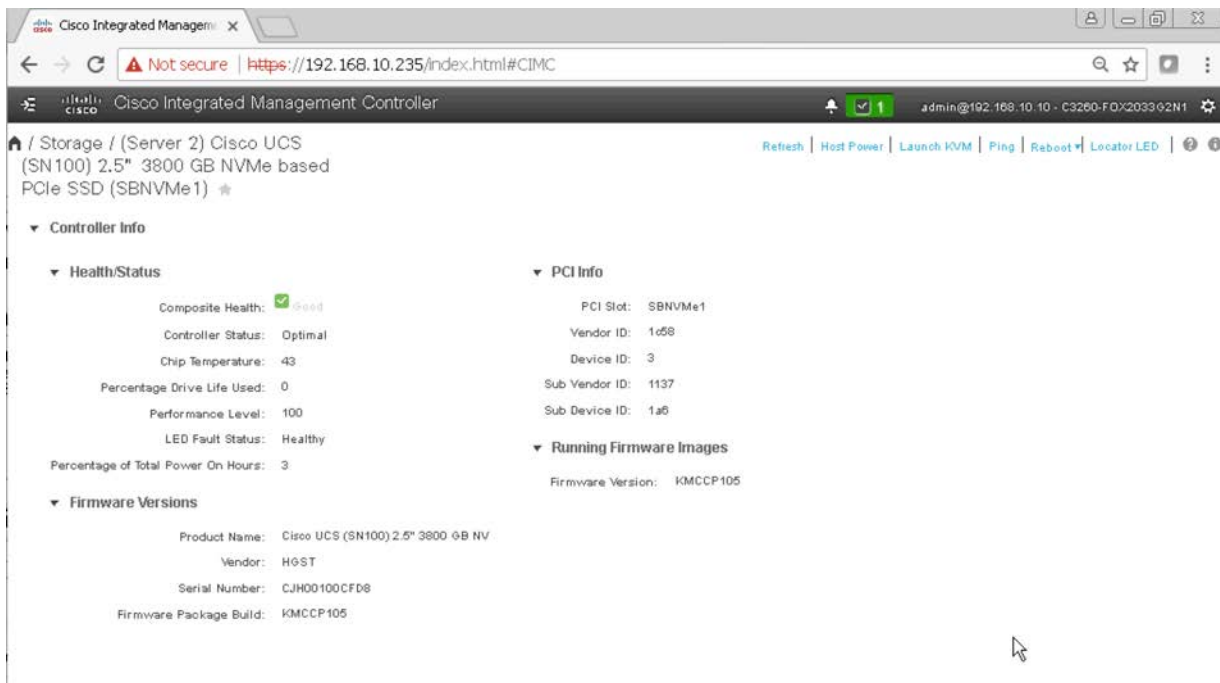 Cisco Integrated Managem
Not secure | https://192.168.10.235/index.html#CIMC
CISCO Cisco Integrated Management Controller
1 admin@192.168.10.10 - C3260-FOX203392N1
/ Storage / (Server 2) Cisco UCS
(SN100) 2.5" 3800 GB NVMe based
PCIe SSD (SBNVMe1)
Refresh | Host Power | Launch KVM | Ping | Reboot | Locator LED |
Controller Info
Health/Status
Composite Health: Good
Controller Status: Optimal
Chip Temperature: 43
Percentage Drive Life Used: 0
Performance Level: 100
LED Fault Status: Healthy
Percentage of Total Power On Hours: 3
Firmware Versions
Product Name: Cisco UCS (SN100) 2.5" 3800 GB NV
Vendor: HGST
Serial Number: CJH00100CFD8
Firmware Package Build: KMCCP105
PCI Info
PCI Slot: SBNVMe1
Vendor ID: 1c58
Device ID: 3
Sub Vendor ID: 1137
Sub Device ID: 1a6
Running Firmware Images
Firmware Version: KMCCP105